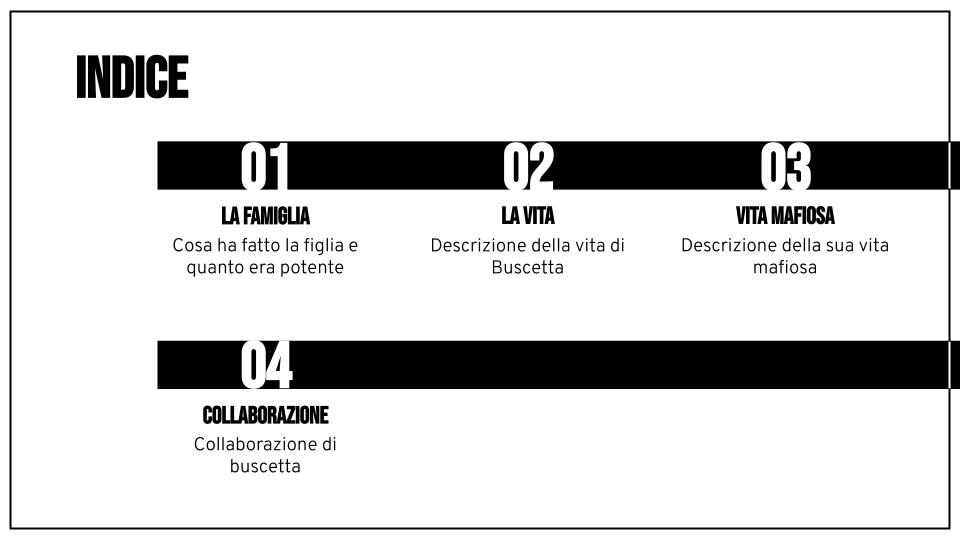 INDICE
01
02
03
LA FAMIGLIA
LA VITA
VITA MAFIOSA
Cosa ha fatto la figlia e
quanto era potente
Descrizione della vita di
Buscetta
Descrizione della sua vita
mafiosa
04
COLLABORAZIONE
Collaborazione di
buscetta